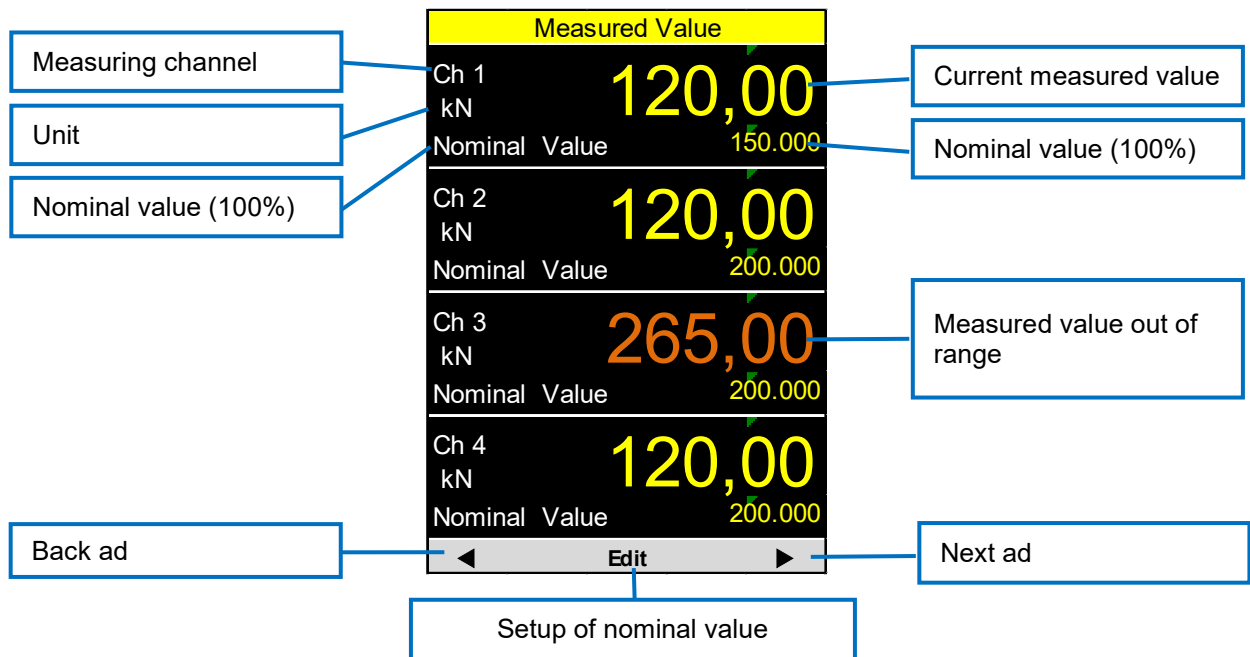 Measured Value
Measuring channel
Unit
Nominal value (100%)
Ch 1
kN
120,00
Nominal Value
150.000
Current measured value
Nominal value (100%)
Ch 2
kN
120,00
Nominal Value
200.000
Ch 3
kN
265,00
Nominal Value
200.000
Measured value out of
range
Ch 4
kN
120,00
Nominal Value
200.000
Back ad
Edit
Next ad
Setup of nominal value